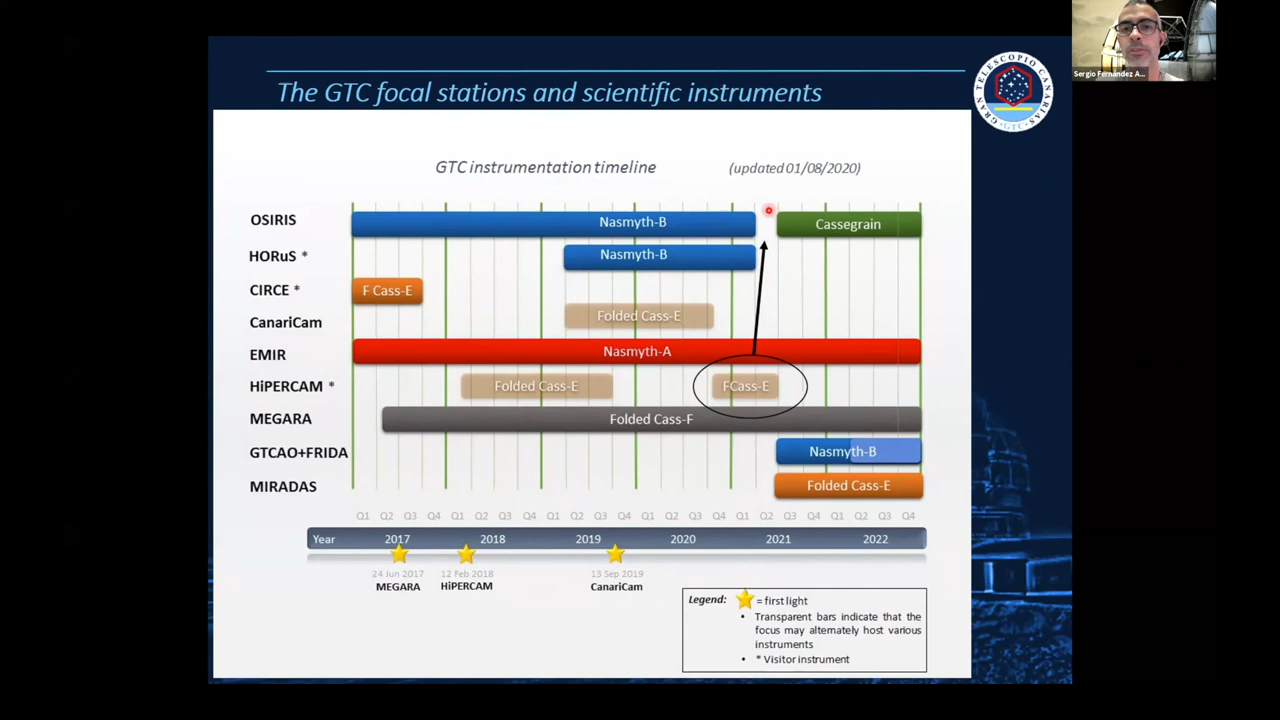 Sergio Fernandez A...
The GTC focal stations and scientific instruments
GRAN TELESCOPIO CANARIAS
·GTC·
GTC instrumentation timeline (updated 01/08/2020)
OSIRIS Nasmyth-B Cassegrain
HORuS * Nasmyth-B
CIRCE * F Cass-E
CanariCam Folded Cass-E
EMIR Nasmyth-A
HiPERCAM * Folded Cass-E FCass-E
MEGARA Folded Cass-F
GTCAO+FRIDA Nasmyth-B
MIRADAS Folded Cass-E
Q1 Q2 Q3 Q4 Q1 Q2 Q3 Q4 Q1 Q2 Q3 Q4 Q1 Q2 Q3 Q4 Q1 Q2 Q3 Q4 Q1 Q2 Q3 Q4
Year 2017 2018 2019 2020 2021 2022
24 Jun 2017 12 Feb 2018 13 Sep 2019
MEGARA HiPERCAM CanariCam
Legend: = first light
• Transparent bars indicate that the
focus may alternately host various
instruments
• * Visitor instrument